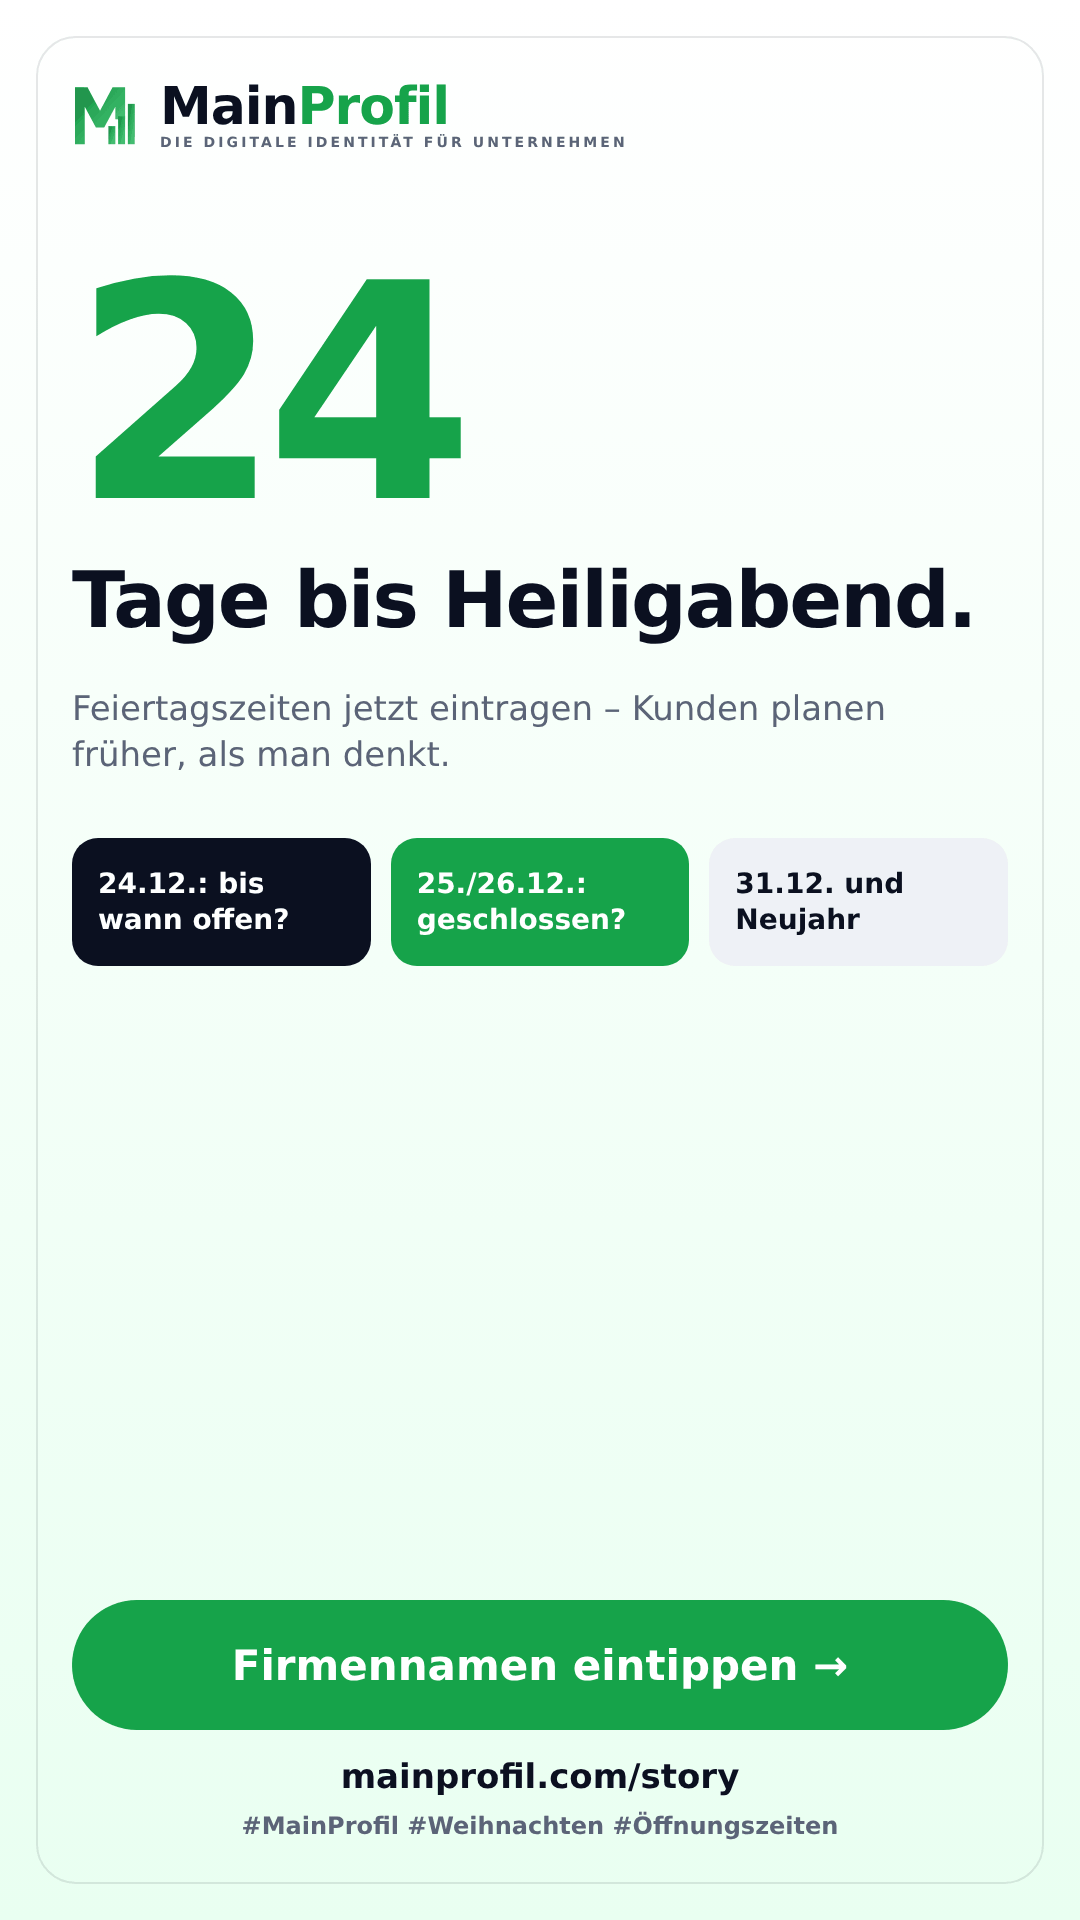 MainProfil
DIE DIGITALE IDENTITÄT FÜR UNTERNEHMEN
24
Tage bis Heiligabend.
Feiertagszeiten jetzt eintragen – Kunden planen
früher, als man denkt.
24.12.: bis
wann offen?
25./26.12.:
geschlossen?
31.12. und
Neujahr
Firmennamen eintippen →
mainprofil.com/story
#MainProfil #Weihnachten #Öffnungszeiten